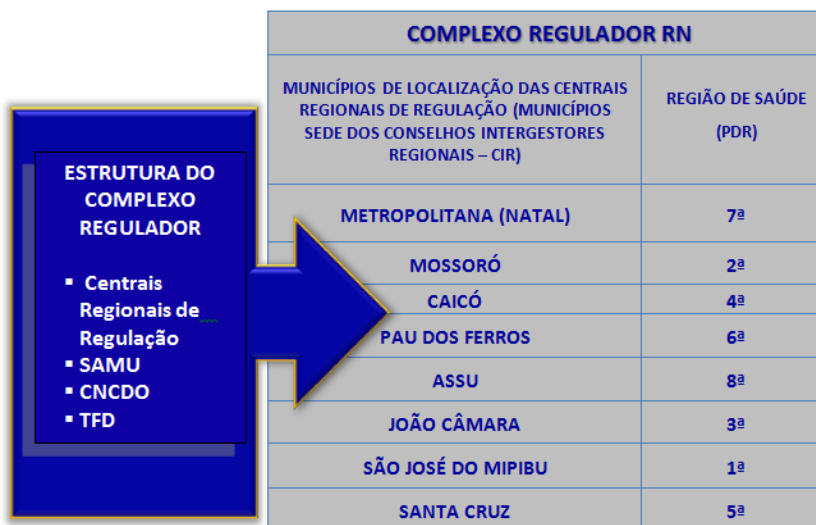 COMPLEXO REGULADOR RN
MUNICÍPIOS DE LOCALIZAÇÃO DAS CENTRAIS
REGIONAIS DE REGULAÇÃO (MUNICÍPIOS
SEDE DOS CONSELHOS INTERGESTORES
REGIONAIS – CIR)
REGIÃO DE SAÚDE
(PDR)
METROPOLITANA (NATAL) 7ª
MOSSORÓ 2ª
CAICÓ 4ª
PAU DOS FERROS 6ª
ASSU 8ª
JOÃO CÂMARA 3ª
SÃO JOSÉ DO MIPIBU 1ª
SANTA CRUZ 5ª
ESTRUTURA DO
COMPLEXO
REGULADOR
▪ Centrais
Regionais de
Regulação
▪ SAMU
▪ CNCDO
▪ TFD